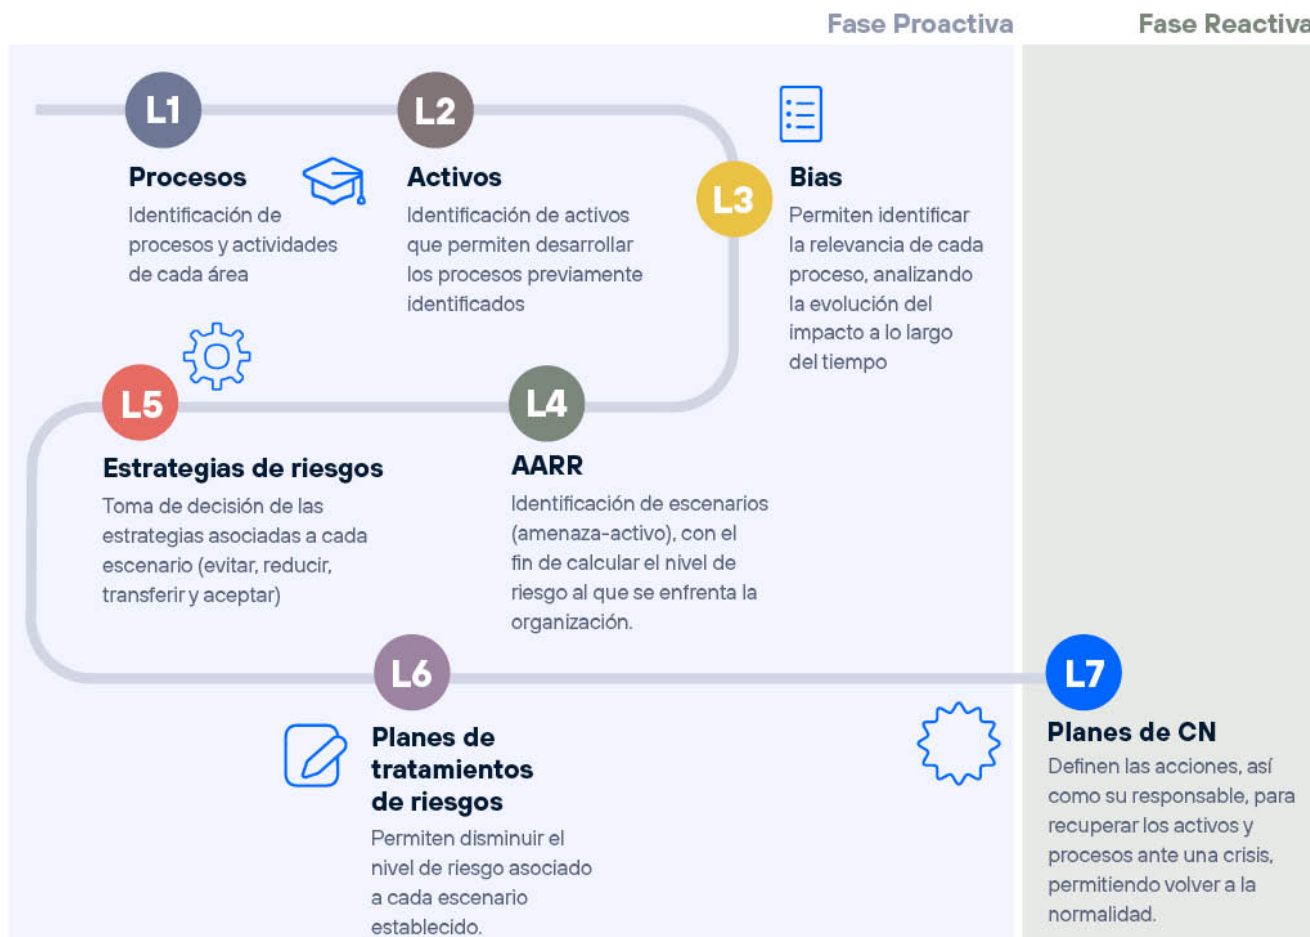 Fase Proactiva
Fase Reactiva
L1
Procesos
Identificación de
procesos y actividades
de cada área
L2
Activos
Identificación de activos
que permiten desarrollar
los procesos previamente
identificados
L3
Bias
Permiten identificar
la relevancia de cada
proceso, analizando
la evolución del
impacto a lo largo
del tiempo
L4
AARR
Identificación de escenarios
(amenaza-activo), con el
fin de calcular el nivel de
riesgo al que se enfrenta la
organización.
L5
Estrategias de riesgos
Toma de decisión de las
estrategias asociadas a cada
escenario (evitar, reducir,
transferir y aceptar)
L6
Planes de
tratamientos
de riesgos
Permiten disminuir el
nivel de riesgo asociado
a cada escenario
establecido.
L7
Planes de CN
Definen las acciones, así
como su responsable, para
recuperar los activos y
procesos ante una crisis,
permitiendo volver a la
normalidad.